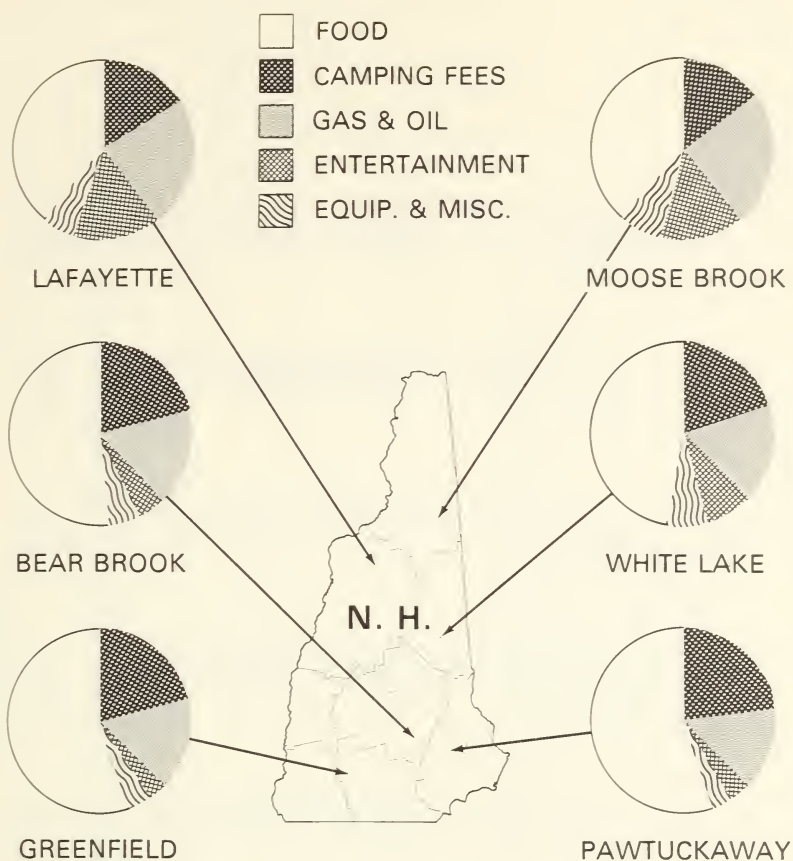 FOOD
CAMPING FEES
GAS & OIL
ENTERTAINMENT
EQUIP. & MISC.
LAFAYETTE
MOOSE BROOK
BEAR BROOK
WHITE LAKE
N. H.
GREENFIELD
PAWTUCKAWAY